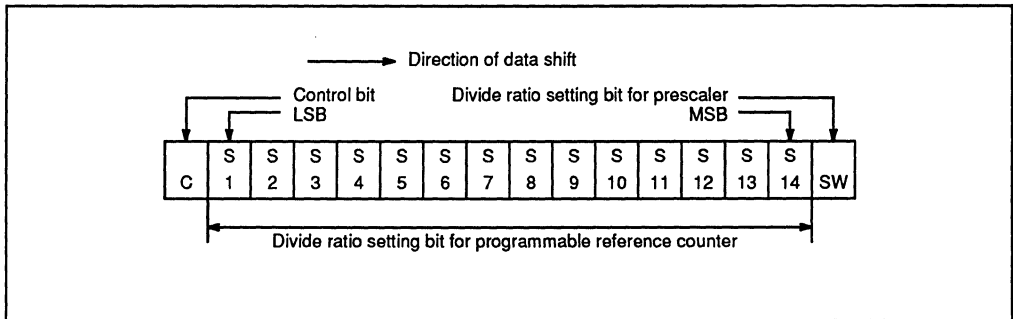 Direction of data shift
Control bit Divide ratio setting bit for prescaler
LSB MSB
S S S S S S S S S S S S S S
C 1 2 3 4 5 6 7 8 9 10 11 12 13 14 SW
Divide ratio setting bit for programmable reference counter